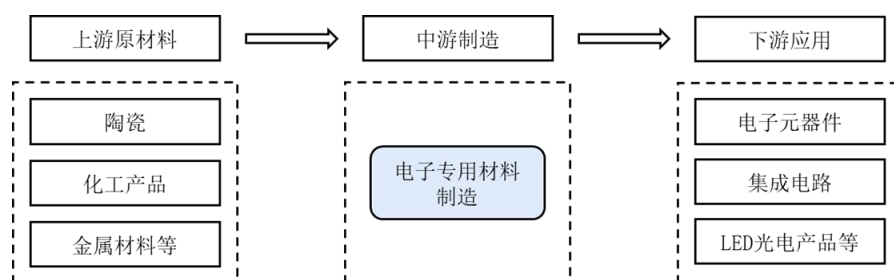 上游原材料
中游制造
下游应用
陶瓷
化工产品
金属材料等
电子专用材料
制造
电子元器件
集成电路
LED光电产品等